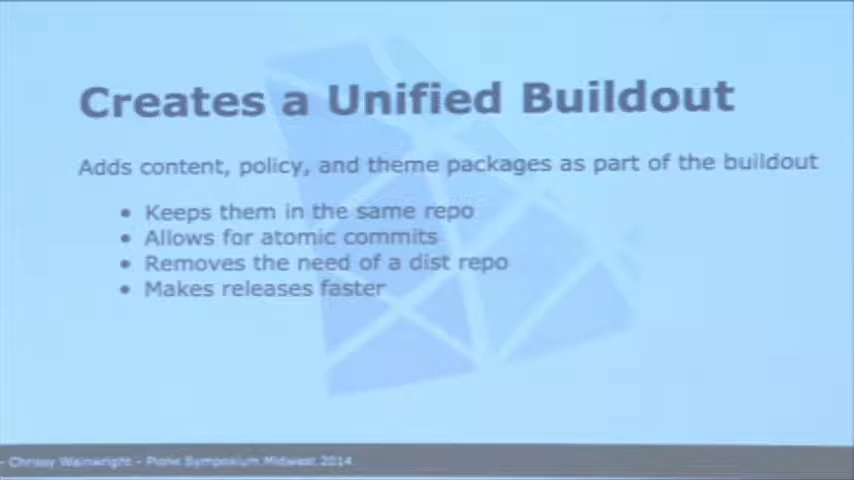 Creates a Unified Buildout
Adds content, policy, and theme packages as part of the buildout
• Keeps them in the same repo
• Allows for atomic commits
• Removes the need of a dist repo
• Makes releases faster
- Chrissy Wainwright - Plone Symposium Midwest 2014